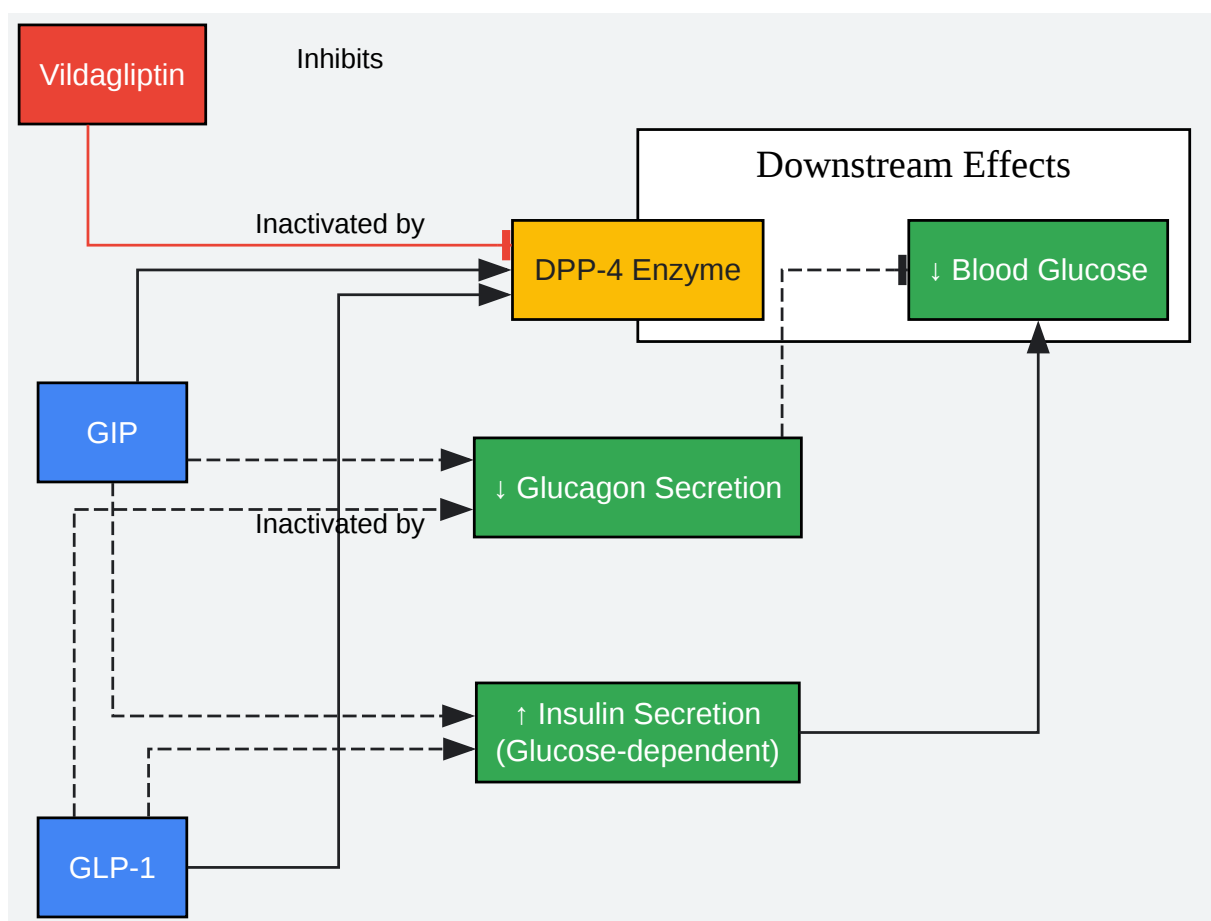 Vildagliptin
Inhibits
Downstream Effects
Inactivated by
DPP-4 Enzyme
↓ Blood Glucose
GIP
↓ Glucagon Secretion
Inactivated by
↑ Insulin Secretion
(Glucose-dependent)
GLP-1